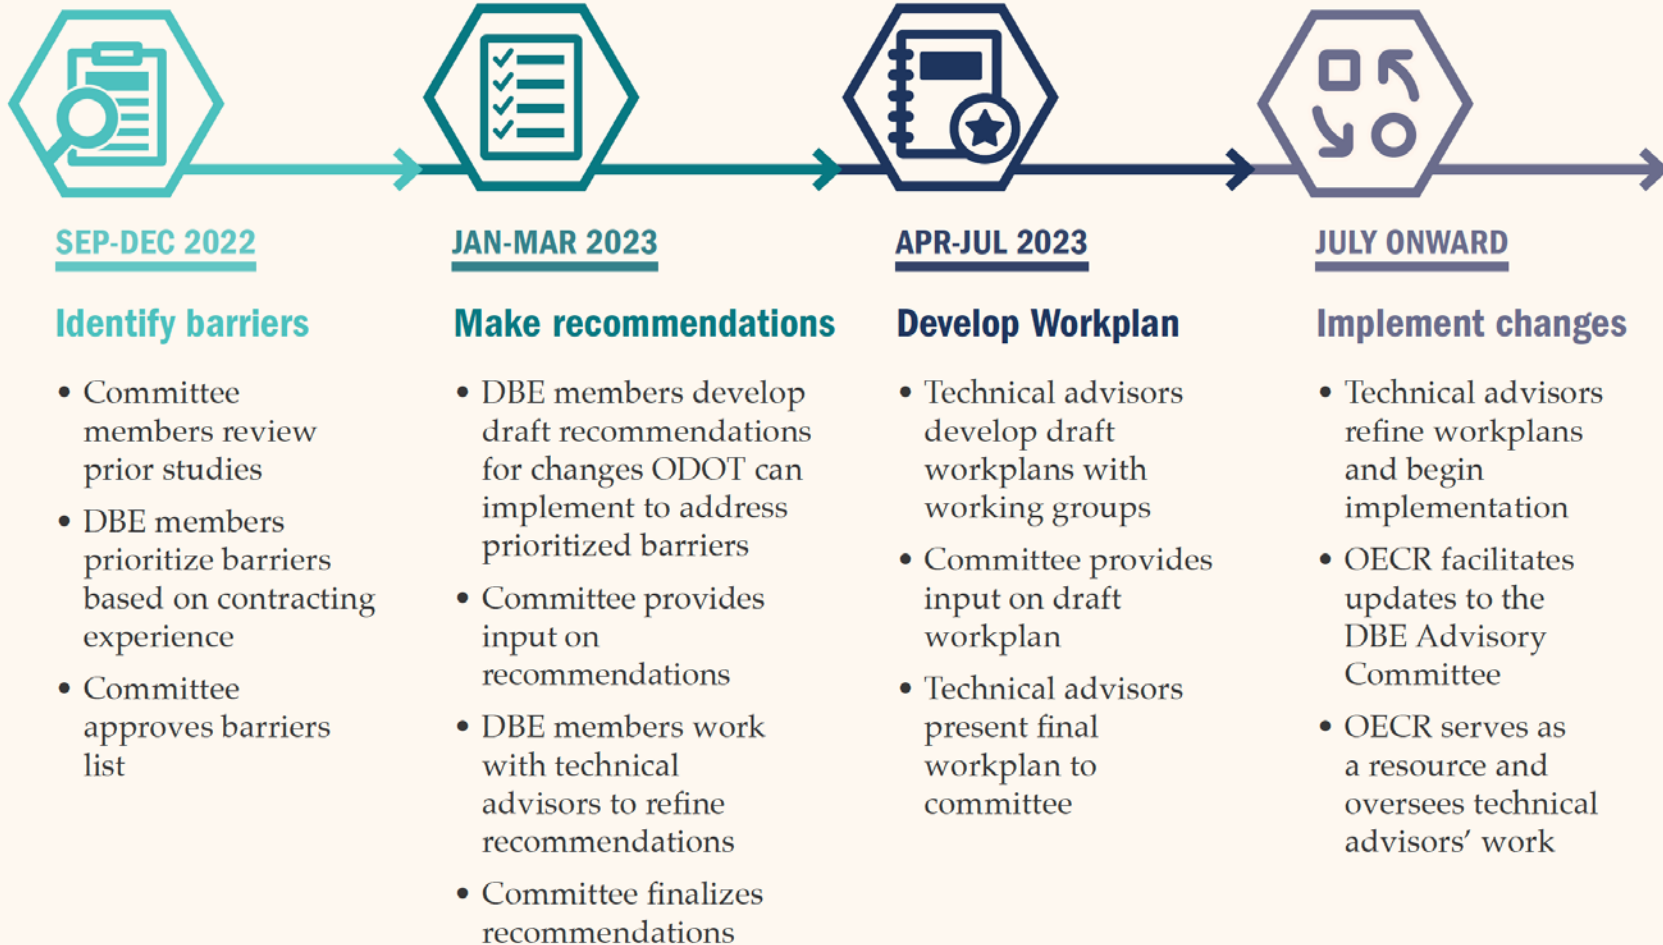 SEP-DEC 2022
Identify barriers
• Committee
members review
prior studies
• DBE members
prioritize barriers
based on contracting
experience
• Committee
approves barriers
list
JAN-MAR 2023
Make recommendations
• DBE members develop
draft recommendations
for changes ODOT can
implement to address
prioritized barriers
• Committee provides
input on
recommendations
• DBE members work
with technical
advisors to refine
recommendations
• Committee finalizes
recommendations
APR-JUL 2023
Develop Workplan
• Technical advisors
develop draft
workplans with
working groups
• Committee provides
input on draft
workplan
• Technical advisors
present final
workplan to
committee
JULY ONWARD
Implement changes
• Technical advisors
refine workplans
and begin
implementation
• OECR facilitates
updates to the
DBE Advisory
Committee
• OECR serves as
a resource and
oversees technical
advisors’ work